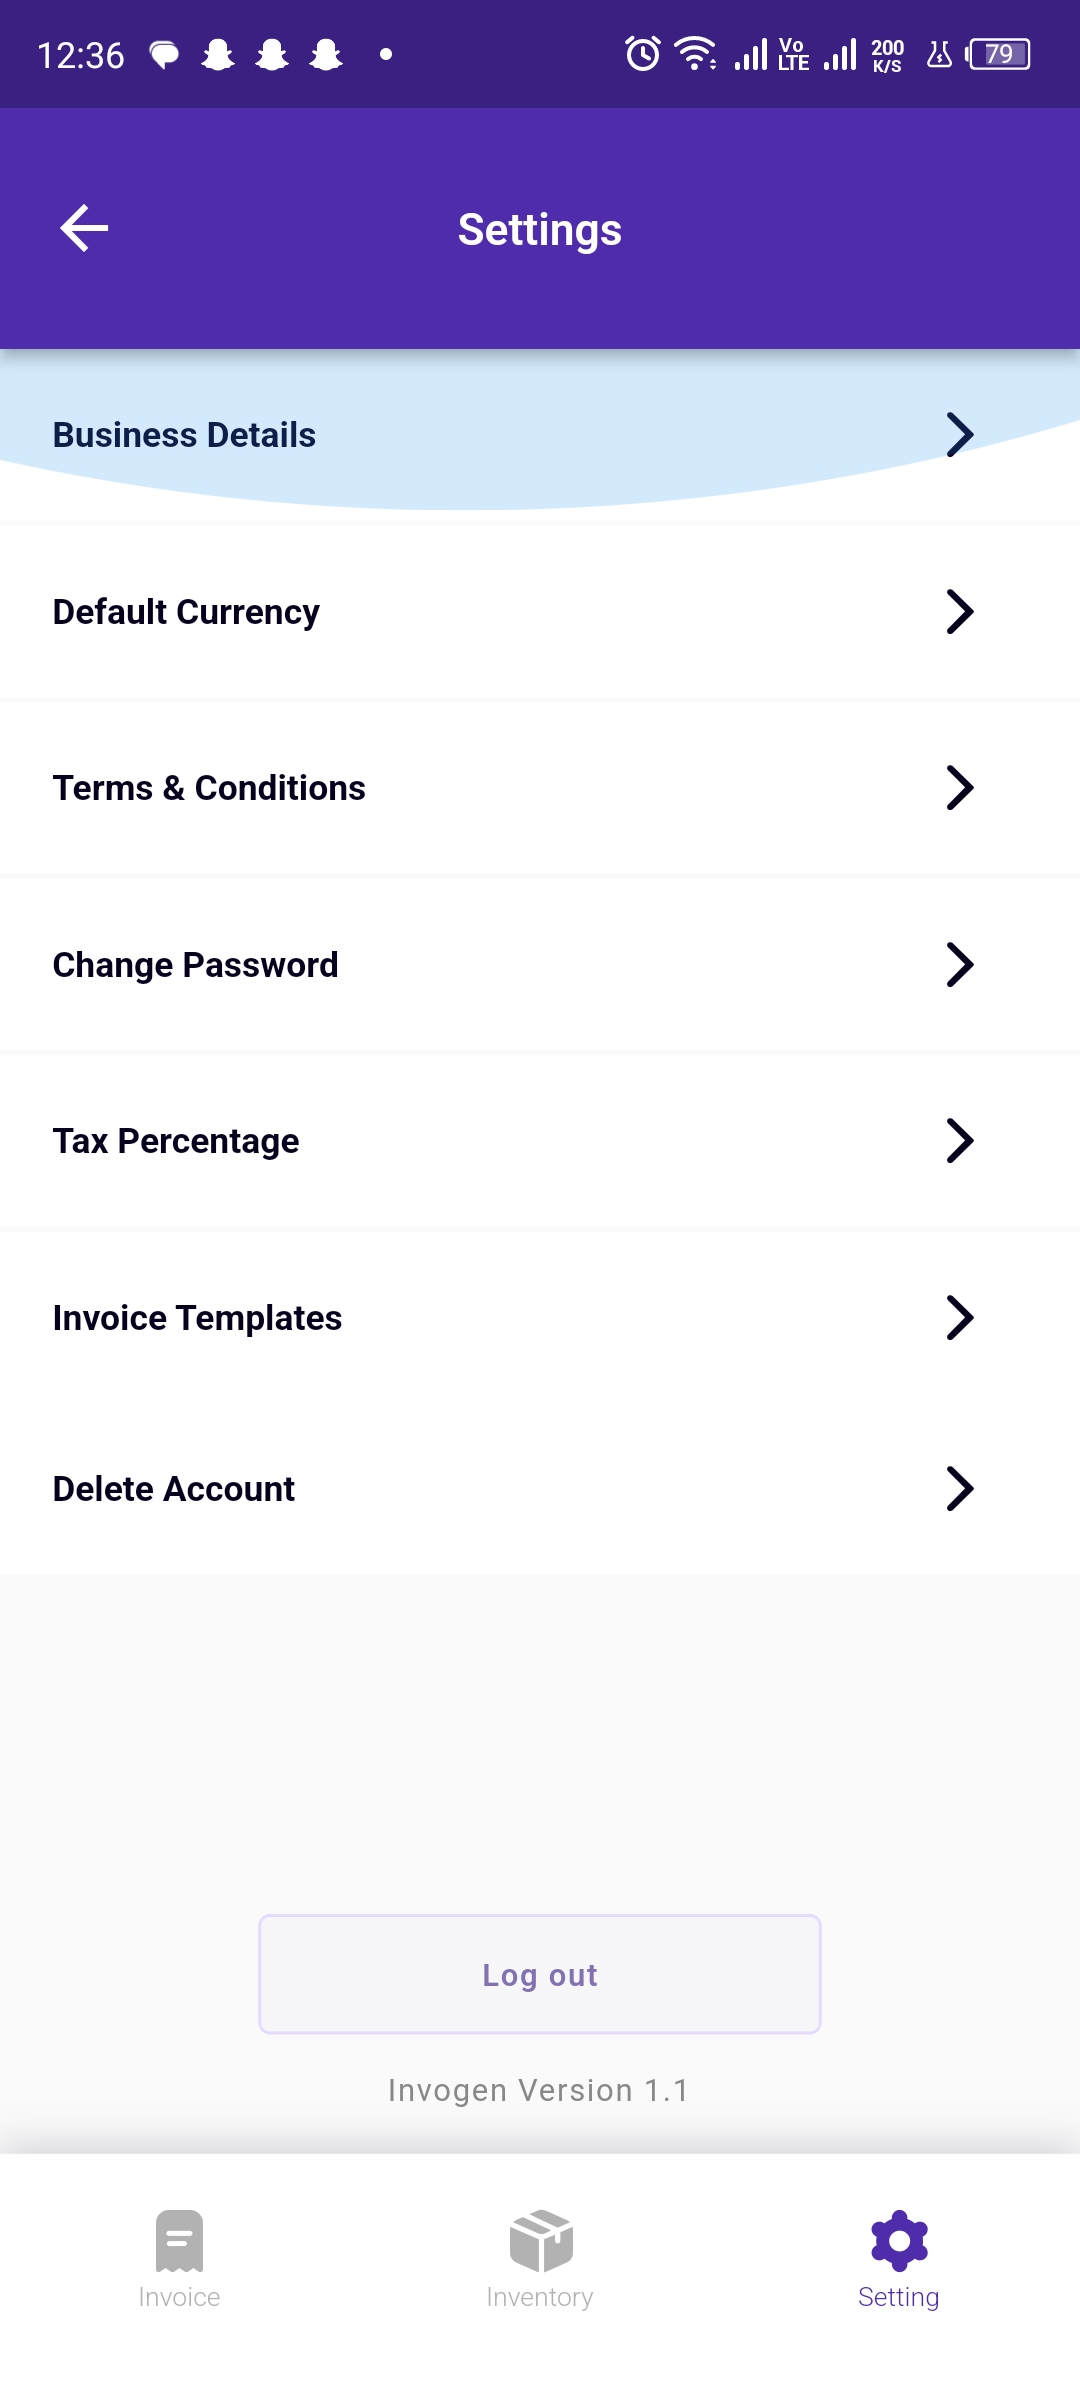 12:36 Vo LTE 200 K/S 79
Settings
Business Details
Default Currency
Terms & Conditions
Change Password
Tax Percentage
Invoice Templates
Delete Account
Log out
Invogen Version 1.1
Invoice Inventory Setting